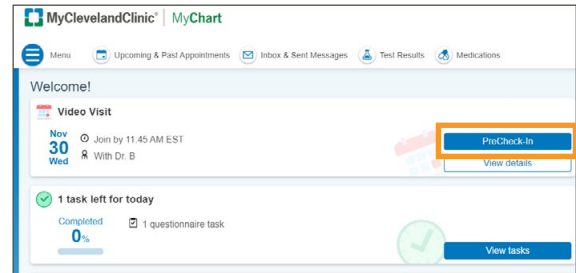 MyClevelandClinic® | MyChart
Menu Upcoming & Past Appointments Inbox & Sent Messages Test Results Medications
Welcome!
Video Visit
Nov
30
Wed
Join by 11:45 AM EST
With Dr. B
PreCheck-In
View details
1 task left for today
Completed
0%
1 questionnaire task
View tasks